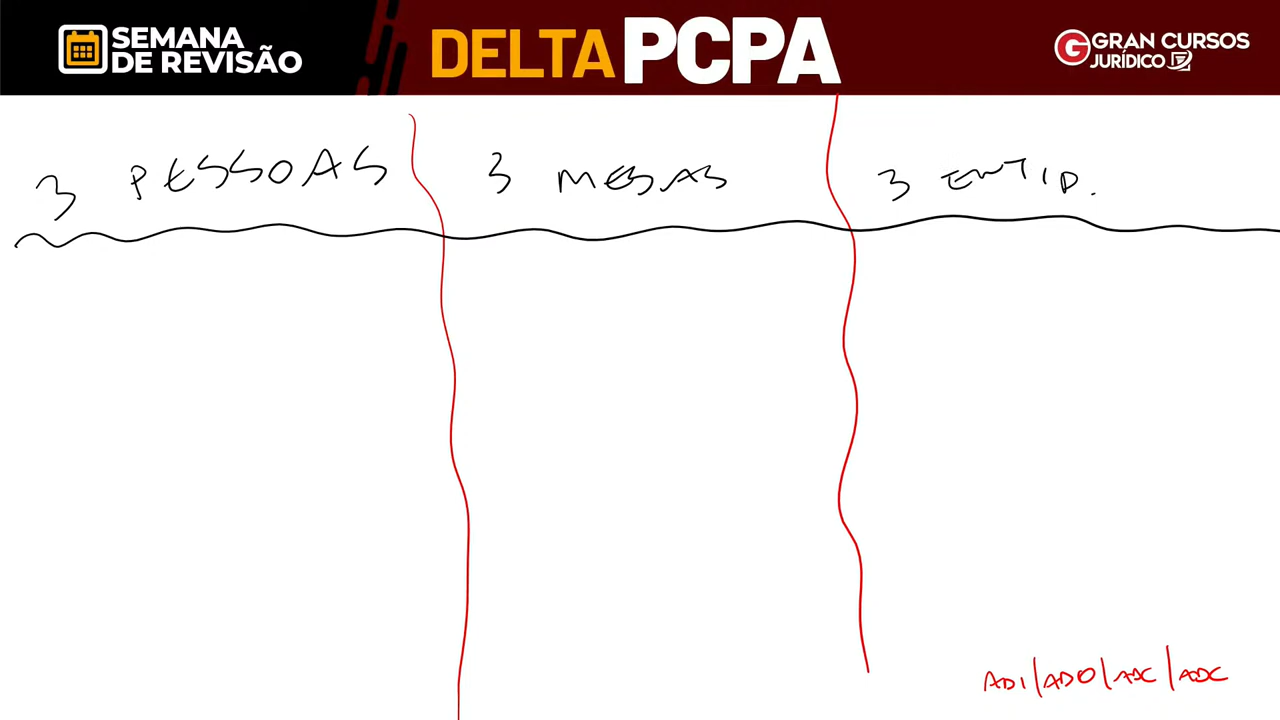 SEMANA
DE REVISÃO
DELTA PCPA
GRAN CURSOS
JURÍDICO
3 PESSOAS
3 MESAS
3 ENTID.
ADI/ADO/ADC/ADC